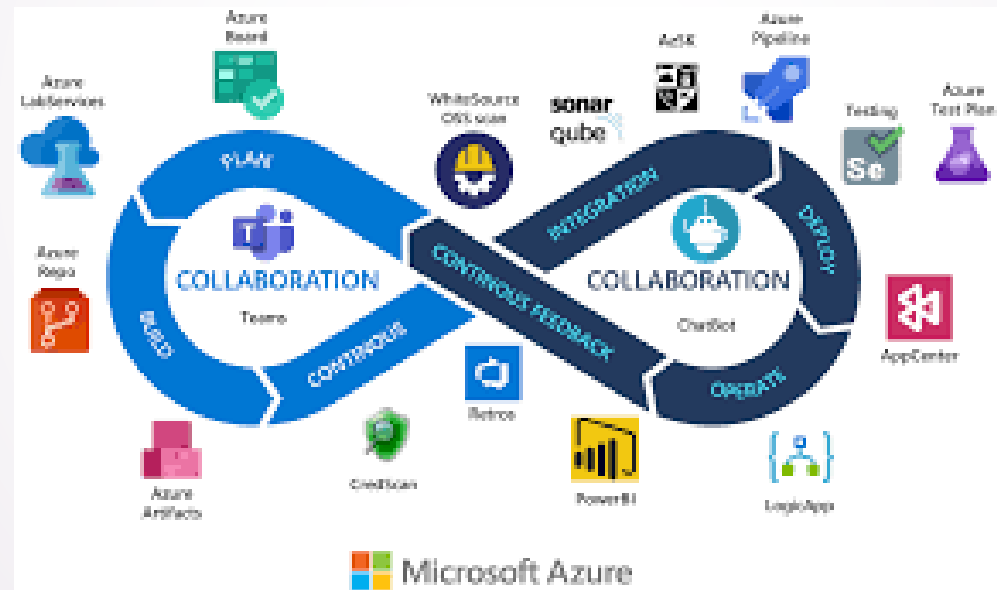 Azure
Board
Azure
LabServices
WhiteSource
OSS scan
sonar
qube
AzSK
Azure
Pipeline
Testing
Se
Azure
Test Plan
PLAN
INTEGRATION
DEPLOY
Azure
Repo
COLLABORATION
Teams
T
CONTINOUS FEEDBACK
COLLABORATION
ChatBot
BUILD
CONTINOUS
OPERATE
AppCenter
Retros
Azure
Artifacts
CredScan
PowerBI
LogicApp
Microsoft Azure